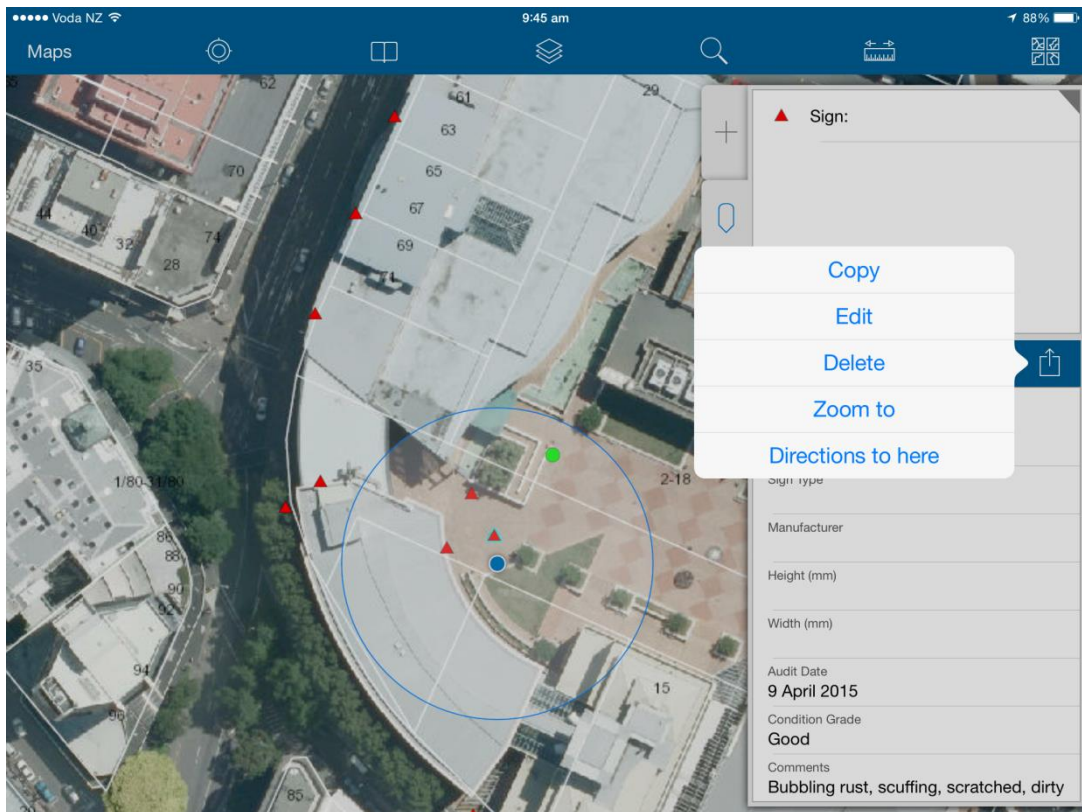 Voda NZ
9:45 am
88%
Maps
62
61
29
63
70
65
67
74
69
71
44
40
32
28
35
1/80-31/80
2-18
86
88
90
92
94
96
15
85
Sign:
Copy
Edit
Delete
Zoom to
Directions to here
Sign Type
Manufacturer
Height (mm)
Width (mm)
Audit Date
9 April 2015
Condition Grade
Good
Comments
Bubbling rust, scuffing, scratched, dirty